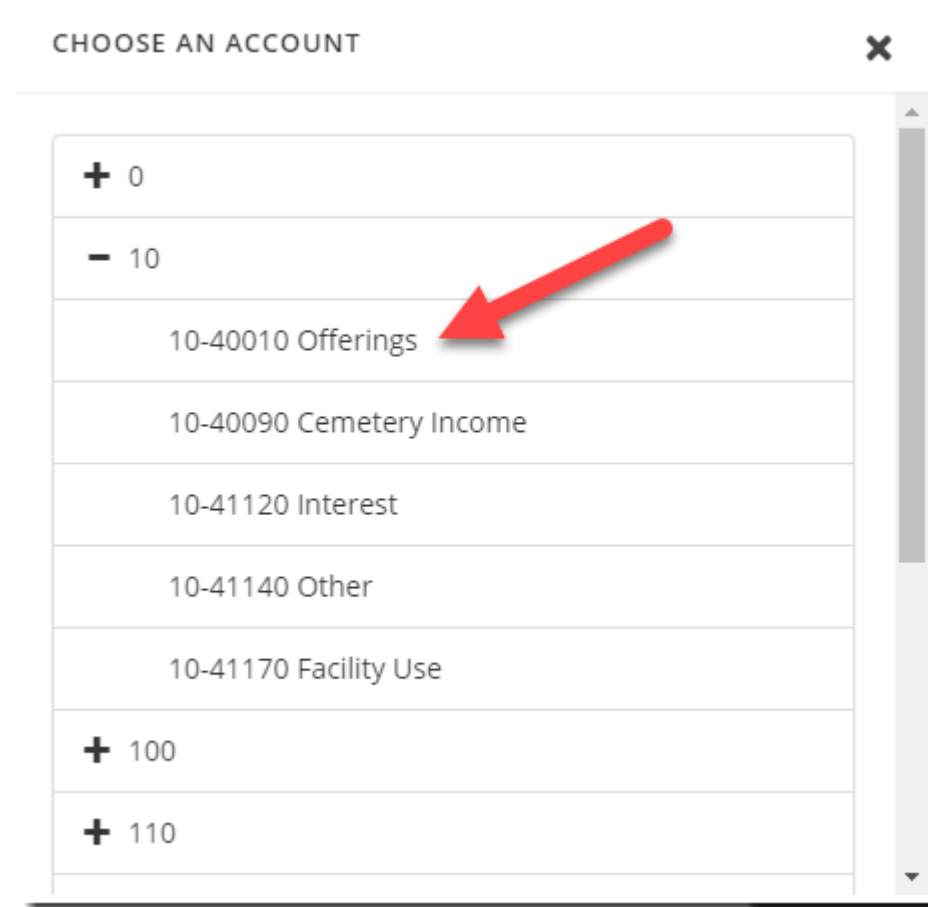 CHOOSE AN ACCOUNT
0
10
10-40010 Offerings
10-40090 Cemetery Income
10-41120 Interest
10-41140 Other
10-41170 Facility Use
100
110